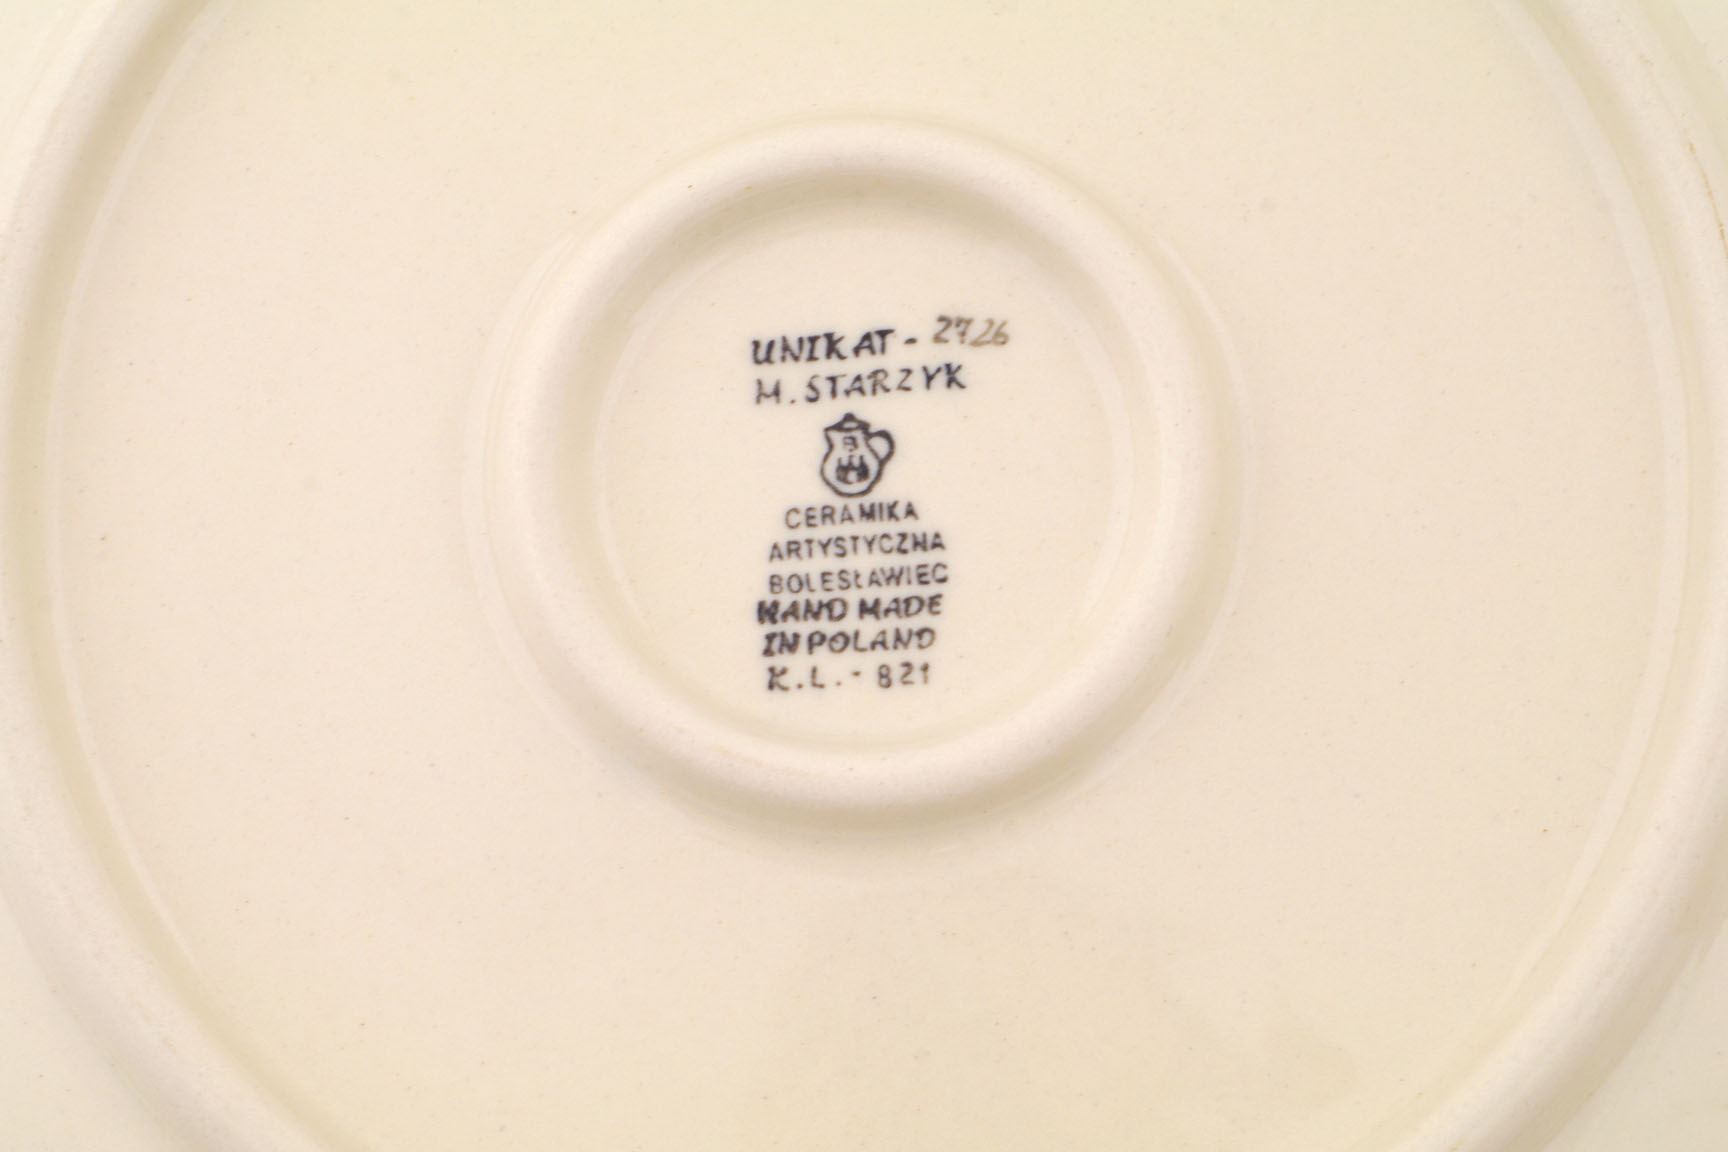 UNIKAT - 2726
M. STARZYK
B
CERAMIKA
ARTYSTYCZNA
BOLESŁAWIEC
HAND MADE
IN POLAND
K.L.- 821